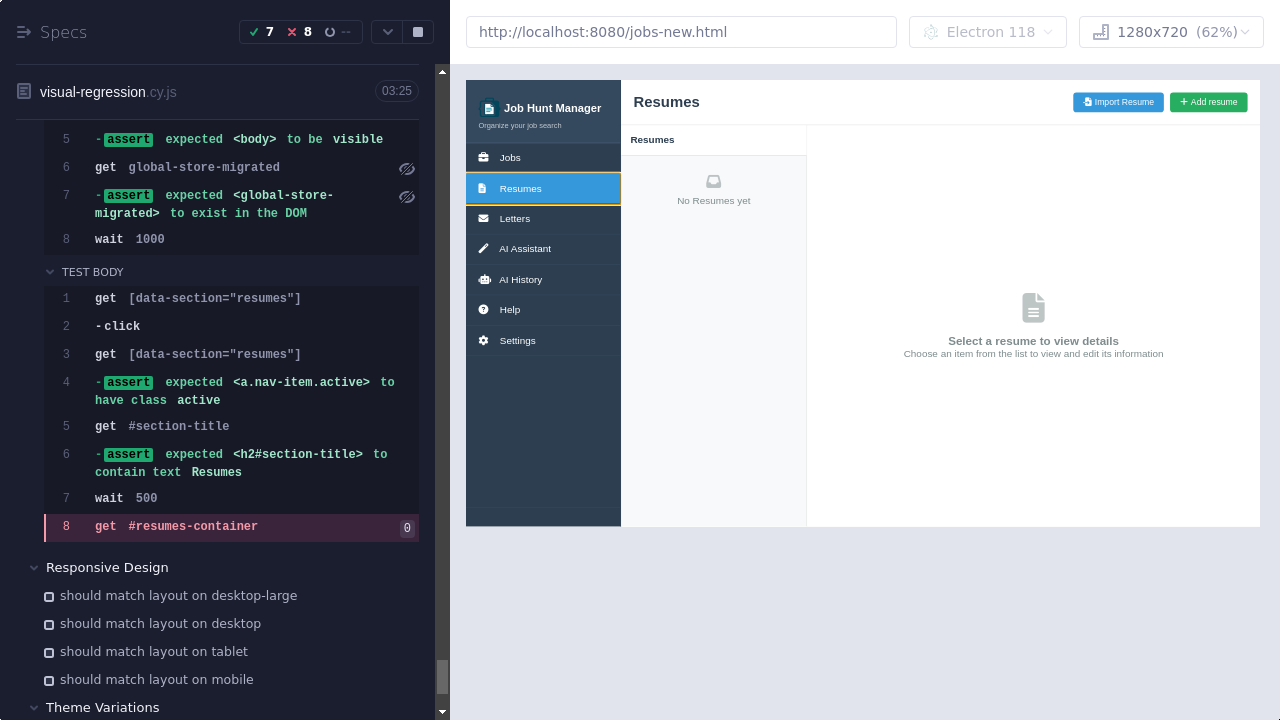 Specs
7
8
--
visual-regression.cy.js
03:25
5 -assert expected <body> to be visible
6 get global-store-migrated
7 -assert expected <global-store-
migrated> to exist in the DOM
8 wait 1000
TEST BODY
1 get [data-section="resumes"]
2 -click
3 get [data-section="resumes"]
4 -assert expected <a.nav-item.active> to
have class active
5 get #section-title
6 -assert expected <h2#section-title> to
contain text Resumes
7 wait 500
8 get #resumes-container 0
Responsive Design
should match layout on desktop-large
should match layout on desktop
should match layout on tablet
should match layout on mobile
Theme Variations
http://localhost:8080/jobs-new.html
Electron 118
1280x720 (62%)
Job Hunt Manager
Organize your job search
Jobs
Resumes
Letters
AI Assistant
AI History
Help
Settings
Resumes
Import Resume
Add resume
Resumes
No Resumes yet
Select a resume to view details
Choose an item from the list to view and edit its information